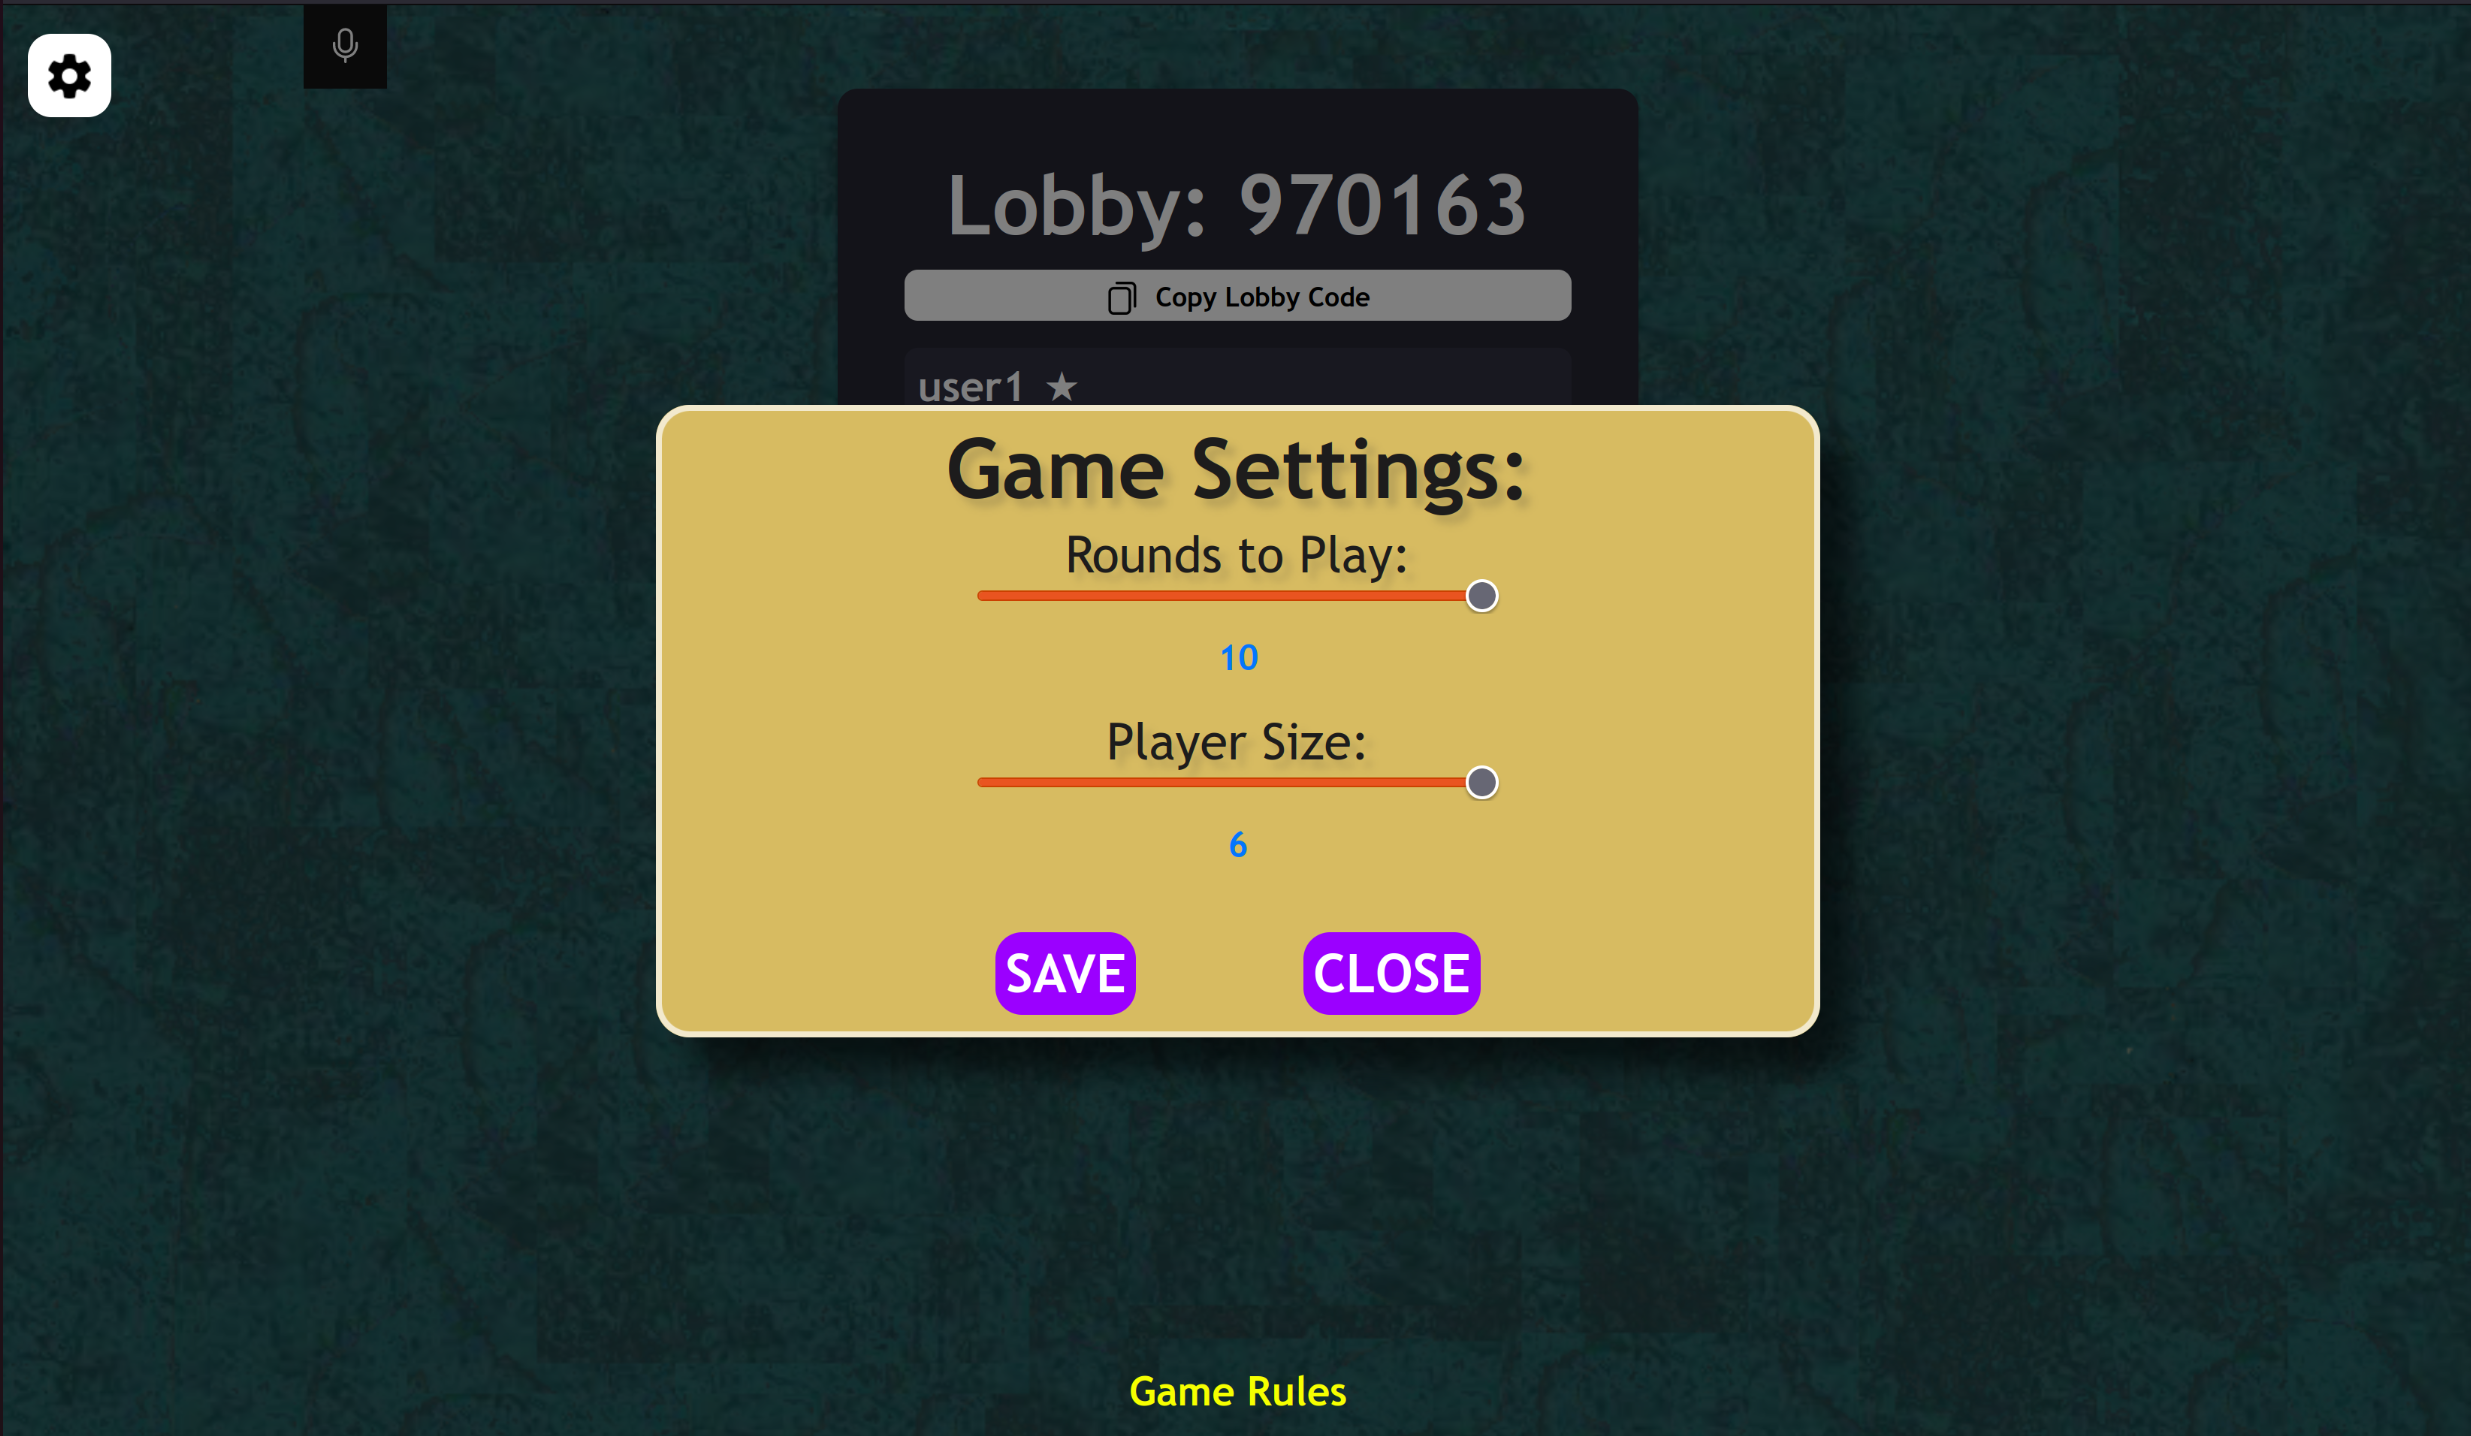 Lobby: 970163
Copy Lobby Code
user1 ★
Game Settings:
Rounds to Play:
10
Player Size:
6
SAVE
CLOSE
Game Rules